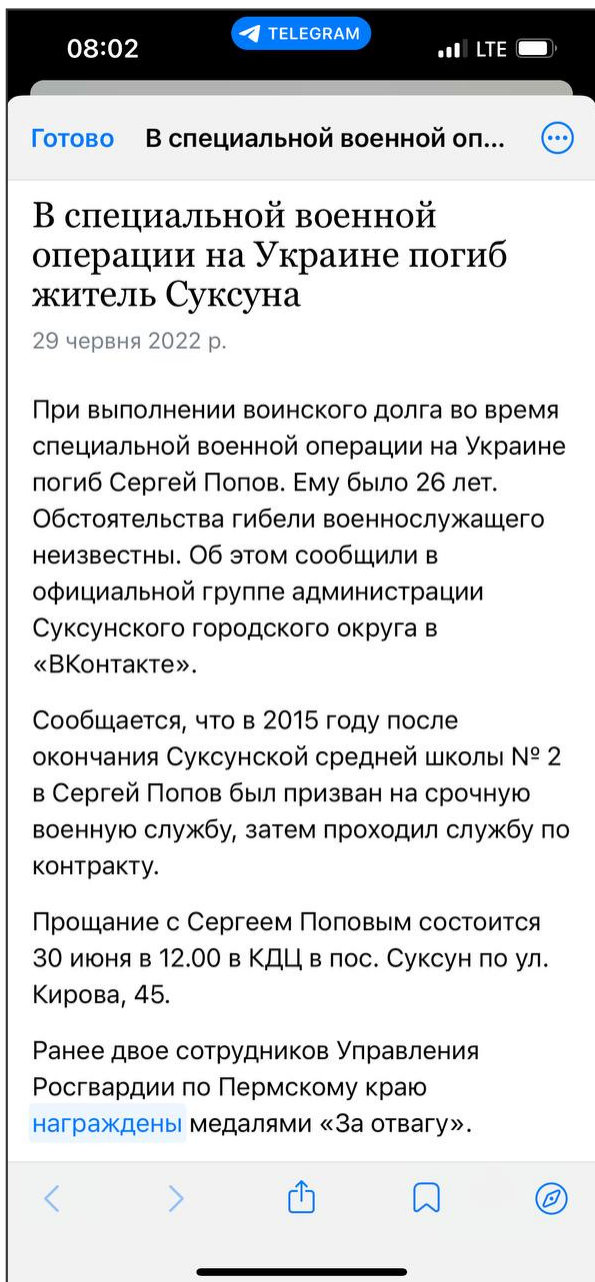 08:02
TELEGRAM
LTE
Готово
В специальной военной оп...
В специальной военной
операции на Украине погиб
житель Суксуна
29 червня 2022 р.
При выполнении воинского долга во время
специальной военной операции на Украине
погиб Сергей Попов. Ему было 26 лет.
Обстоятельства гибели военнослужащего
неизвестны. Об этом сообщили в
официальной группе администрации
Суксунского городского округа в
«ВКонтакте».
Сообщается, что в 2015 году после
окончания Суксунской средней школы № 2
в Сергей Попов был призван на срочную
военную службу, затем проходил службу по
контракту.
Прощание с Сергеем Поповым состоится
30 июня в 12.00 в КДЦ в пос. Суксун по ул.
Кирова, 45.
Ранее двое сотрудников Управления
Росгвардии по Пермскому краю
награждены медалями «За отвагу».